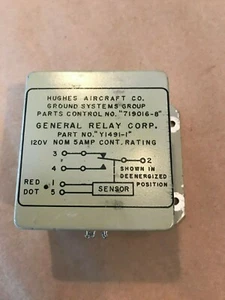 HUGHES AIRCRAFT CO.
GROUND SYSTEMS GROUP
PARTS CONTROL NO. "719016-8"
GENERAL RELAY CORP.
PART NO. "Y1491-1"
120V NOM 5AMP CONT. RATING
3
2
4
SHOWN IN
DEENERGIZED
POSITION
RED 1
DOT 5
SENSOR